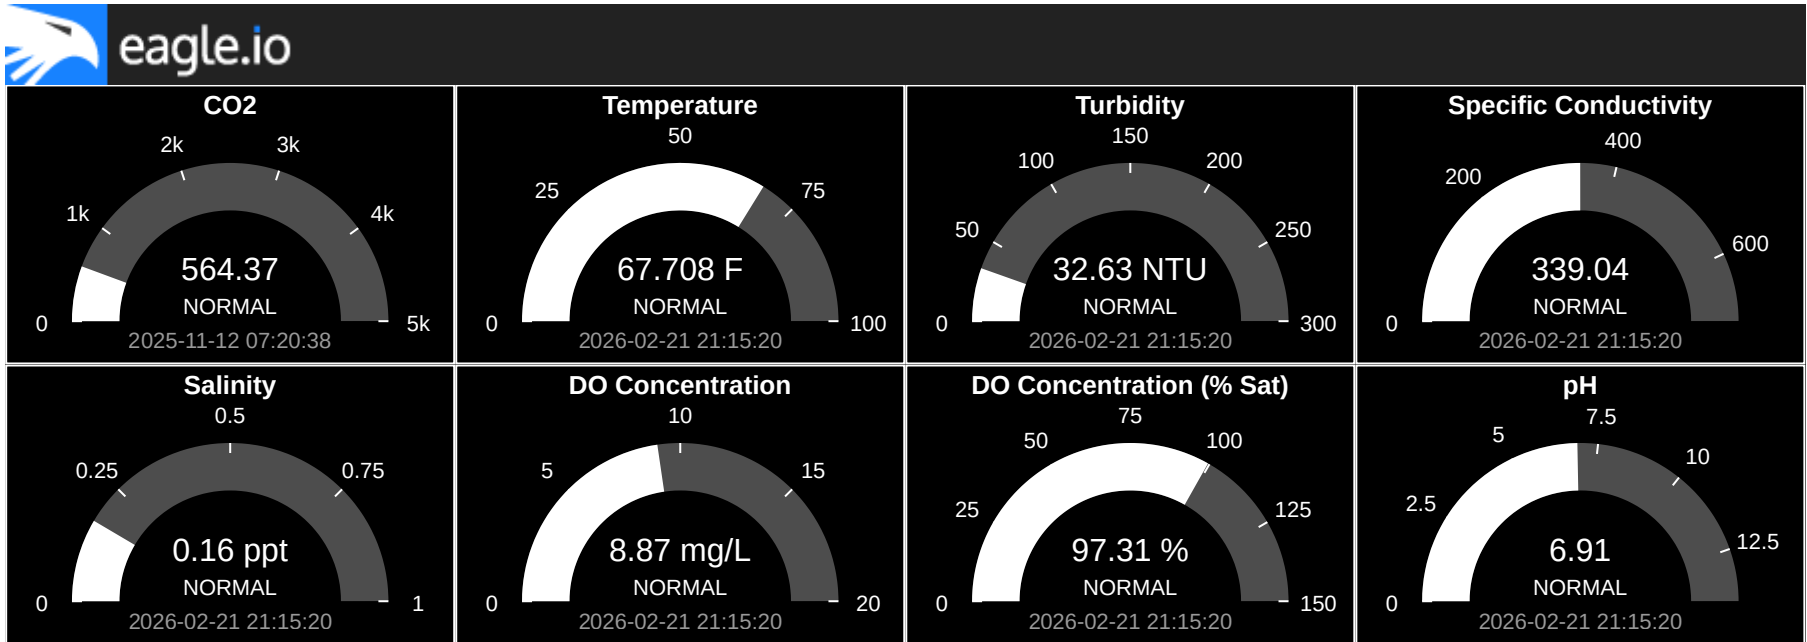 eagle.io
CO2
0
1k
2k
3k
4k
5k
564.37
NORMAL
2025-11-12 07:20:38
Temperature
0
25
50
75
100
67.708 F
NORMAL
2026-02-21 21:15:20
Turbidity
0
50
100
150
200
250
300
32.63 NTU
NORMAL
2026-02-21 21:15:20
Specific Conductivity
0
200
400
600
339.04
NORMAL
2026-02-21 21:15:20
Salinity
0
0.25
0.5
0.75
1
0.16 ppt
NORMAL
2026-02-21 21:15:20
DO Concentration
0
5
10
15
20
8.87 mg/L
NORMAL
2026-02-21 21:15:20
DO Concentration (% Sat)
0
25
50
75
100
125
150
97.31 %
NORMAL
2026-02-21 21:15:20
pH
0
2.5
5
7.5
10
12.5
6.91
NORMAL
2026-02-21 21:15:20